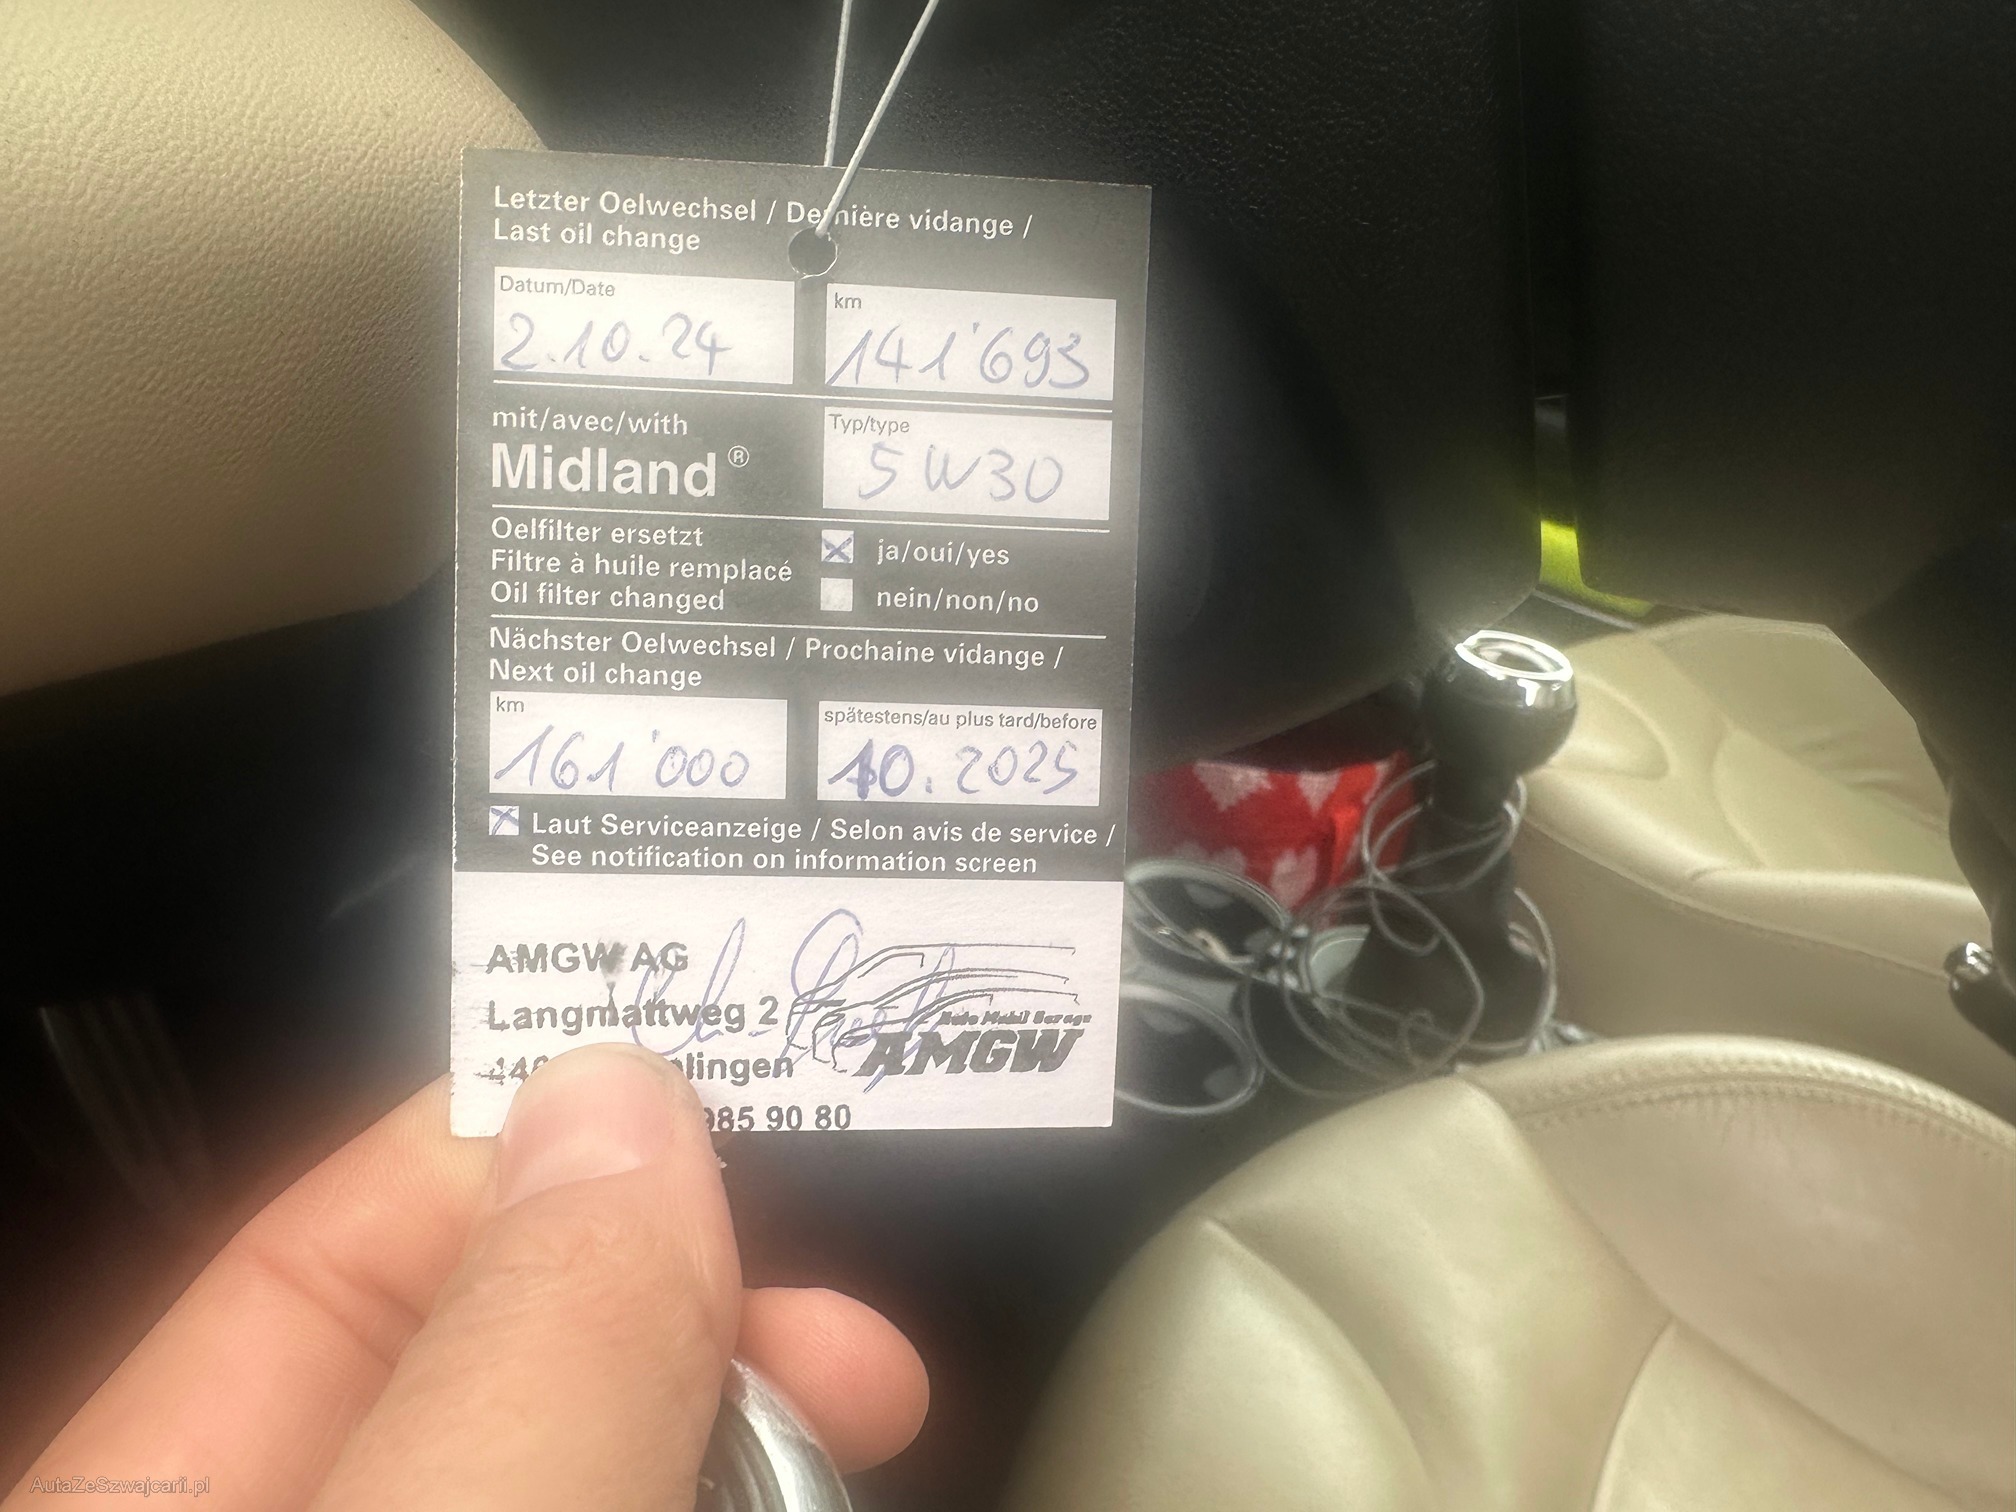 Letzter Oelwechsel / Dernière vidange /
Last oil change
Datum/Date
2.10.24
km
141'693
mit/avec/with
Midland®
Typ/type
5W30
Oelfilter ersetzt
Filtre à huile remplacé
Oil filter changed
ja/oui/yes
nein/non/no
Nächster Oelwechsel / Prochaine vidange /
Next oil change
km
161'000
spätestens/au plus tard/before
10.2025
Laut Serviceanzeige / Selon avis de service /
See notification on information screen
AMGW AG
Langmattweg 2
Auto Mobil Garage
AMGW
985 90 80
AutaZeSzwajcarii.pl